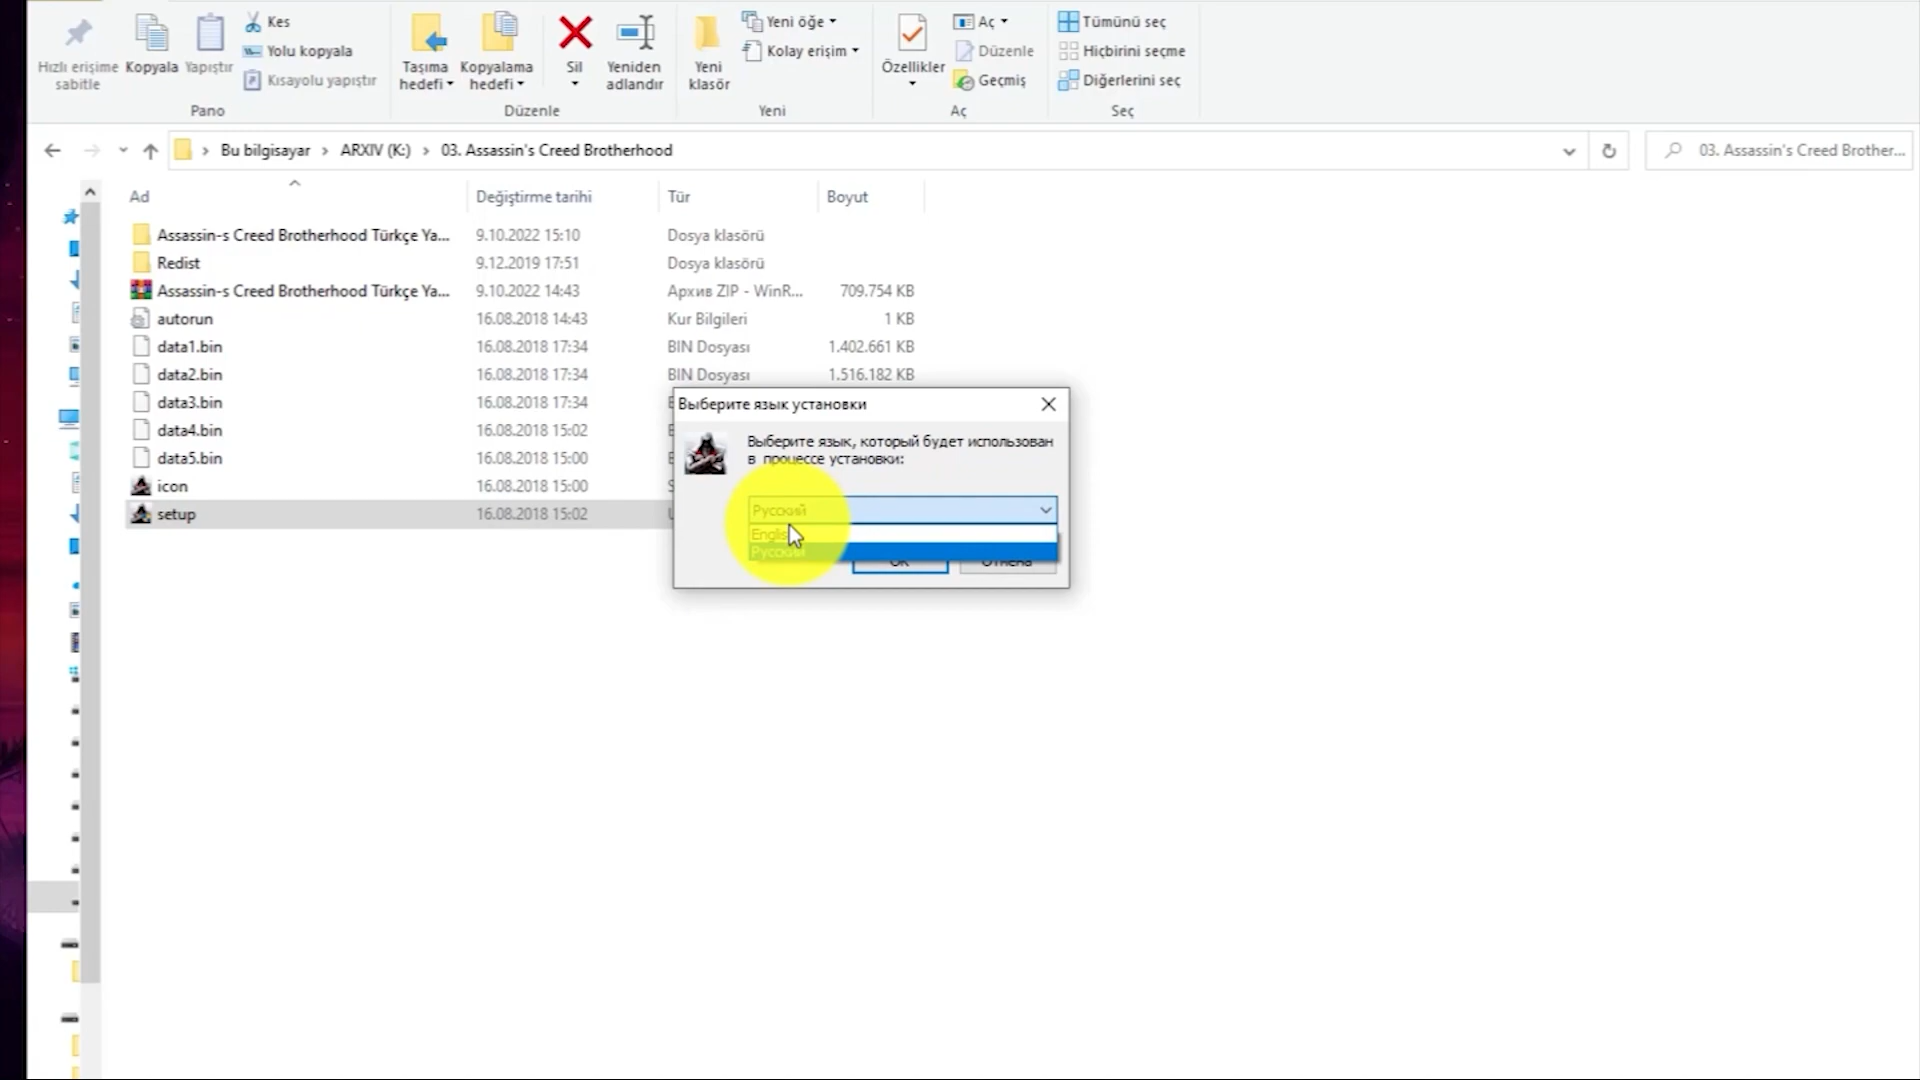 Hızlı erişime sabitle
Kopyala
Yapıştır
Kes
Yolu kopyala
Kısayolu yapıştır
Pano
Taşıma hedefi
Kopyalama hedefi
Sil
Yeniden adlandır
Düzenle
Yeni klasör
Yeni öğe
Kolay erişim
Yeni
Özellikler
Aç
Düzenle
Geçmiş
Aç
Tümünü seç
Hiçbirini seçme
Diğerlerini seç
Seç
Bu bilgisayar › ARXIV (K:) › 03. Assassin's Creed Brotherhood
03. Assassin's Creed Brother...
Ad Değiştirme tarihi Tür Boyut
Assassin-s Creed Brotherhood Türkçe Ya... 9.10.2022 15:10 Dosya klasörü
Redist 9.12.2019 17:51 Dosya klasörü
Assassin-s Creed Brotherhood Türkçe Ya... 9.10.2022 14:43 Архив ZIP - WinR... 709.754 KB
autorun 16.08.2018 14:43 Kur Bilgileri 1 KB
data1.bin 16.08.2018 17:34 BIN Dosyası 1.402.661 KB
data2.bin 16.08.2018 17:34 BIN Dosyası 1.516.182 KB
data3.bin 16.08.2018 17:34
data4.bin 16.08.2018 15:02
data5.bin 16.08.2018 15:00
icon 16.08.2018 15:00
setup 16.08.2018 15:02
Выберите язык установки
Выберите язык, который будет использован
в процессе установки:
Русский
Русский
OK
Отмена